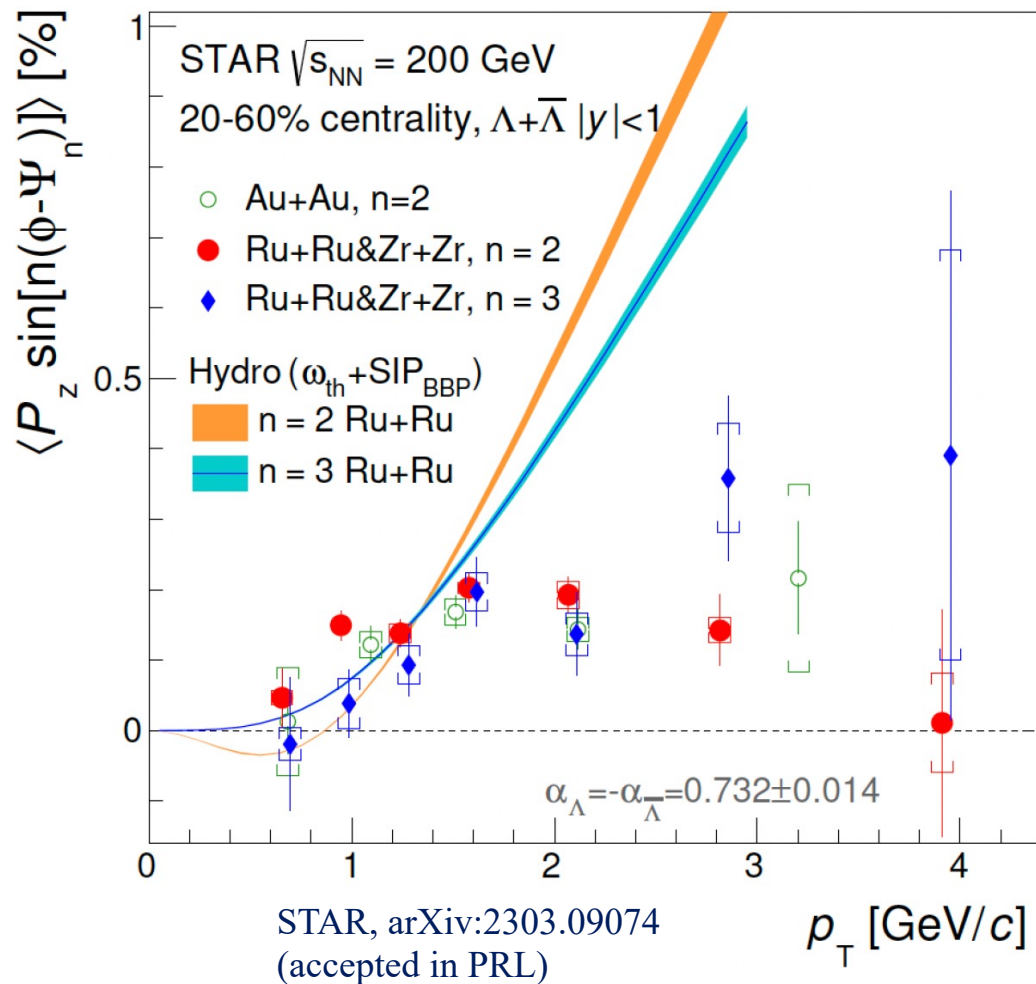 ⟨P_z sin[n(ϕ-Ψ_n)]⟩ [%]
1
0.5
0
STAR √s_NN = 200 GeV
20-60% centrality, Λ+Λ̅ |y|<1
Au+Au, n=2
Ru+Ru&Zr+Zr, n = 2
Ru+Ru&Zr+Zr, n = 3
Hydro (ω_th+SIP_BBP)
n = 2 Ru+Ru
n = 3 Ru+Ru
α_Λ=-α_Λ̅=0.732±0.014
0 1 2 3 4
p_T [GeV/c]
STAR, arXiv:2303.09074
(accepted in PRL)